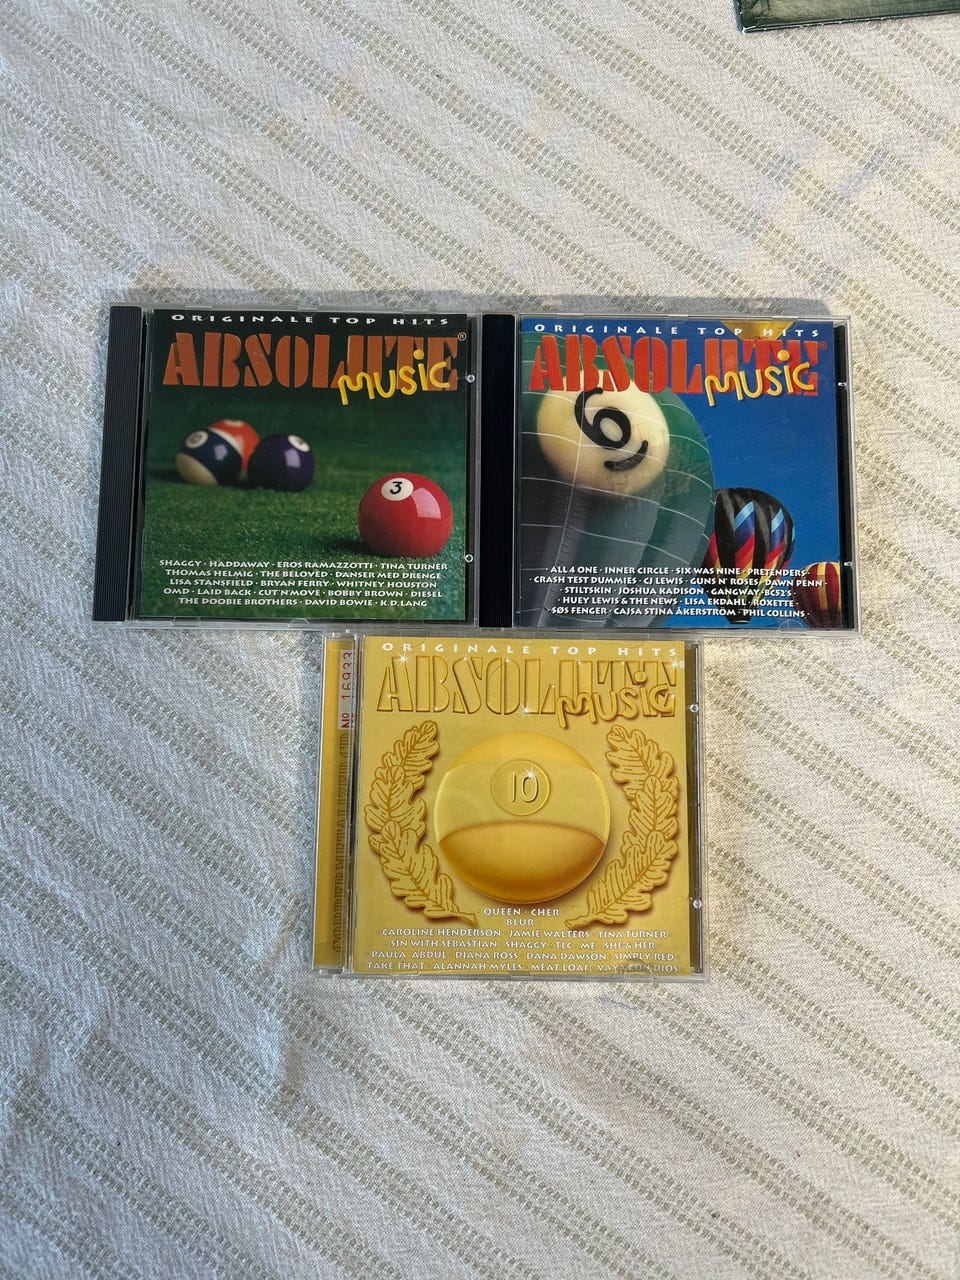 ORIGINALE TOP HITS
ABSOLUTE®
MUSIC
3
SHAGGY · HADDAWAY · EROS RAMAZZOTTI · TINA TURNER
THOMAS HELMIG · THE BELOVED · DANSER MED DRENGE
LISA STANSFIELD · BRYAN FERRY · WHITNEY HOUSTON
OMD · LAID BACK · CUT'N'MOVE · BOBBY BROWN · DIESEL
THE DOOBIE BROTHERS · DAVID BOWIE · K.D. LANG
ORIGINALE TOP HITS
ABSOLUTE®
MUSIC
6
· ALL 4 ONE · INNER CIRCLE · SIX WAS NINE · PRETENDERS ·
· CRASH TEST DUMMIES · CJ LEWIS · GUNS N' ROSES · DAWN PENN ·
· STILTSKIN · JOSHUA KADISON · GANGWAY · BC52'S ·
· HUEY LEWIS & THE NEWS · LISA EKDAHL · ROXETTE ·
SØS FENGER · CAJSA STINA ÅKERSTRÖM · PHIL COLLINS ·
ORIGINALE TOP HITS
ABSOLUTE
MUSIC
Nº 16933
10
· QUEEN · CHER ·
BLUR
CAROLINE HENDERSON · JAMIE WALTERS · TINA TURNER ·
· SIN WITH SEBASTIAN · SHAGGY · TLC · ME · SHE & HER
· PAULA ABDUL · DIANA ROSS · DANA DAWSON · SIMPLY RED ·
TAKE THAT · ALANNAH MYLES · MEAT LOAF · VAYA CON DIOS